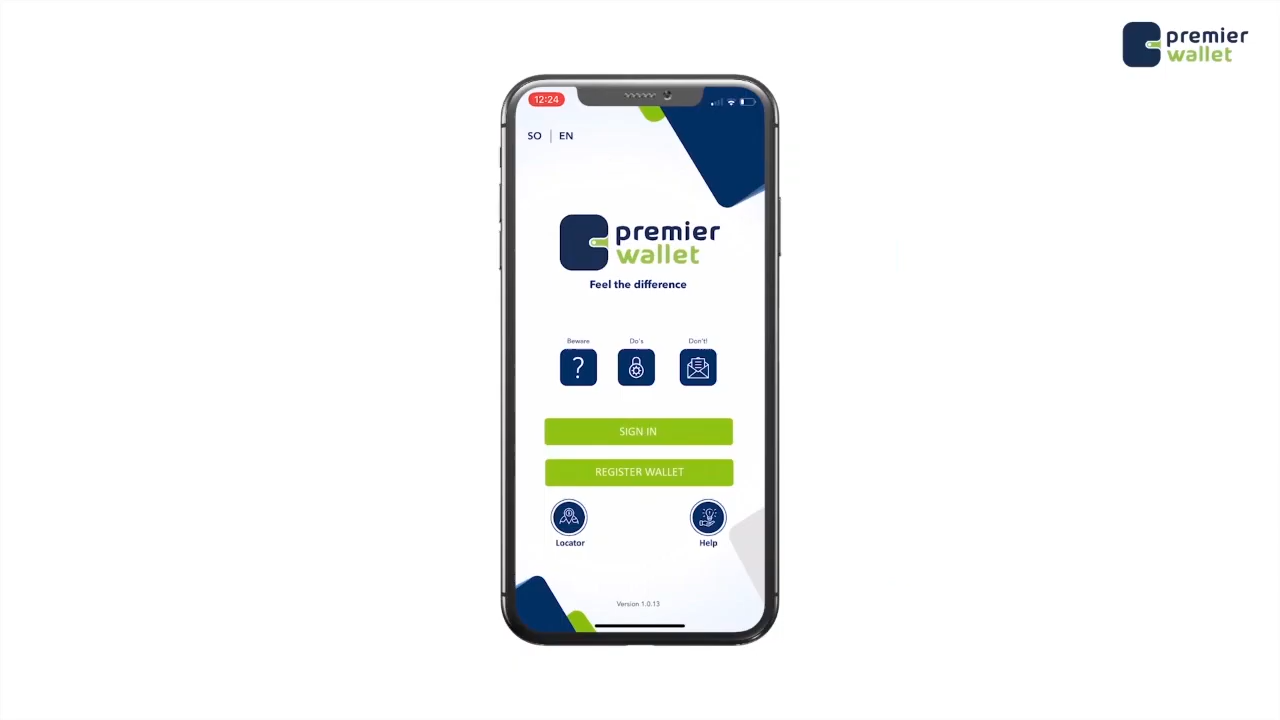 premier
wallet
12:24
SO | EN
premier
wallet
Feel the difference
Beware
Do's
Don't!
?
SIGN IN
REGISTER WALLET
Locator
Help
Version 1.0.13